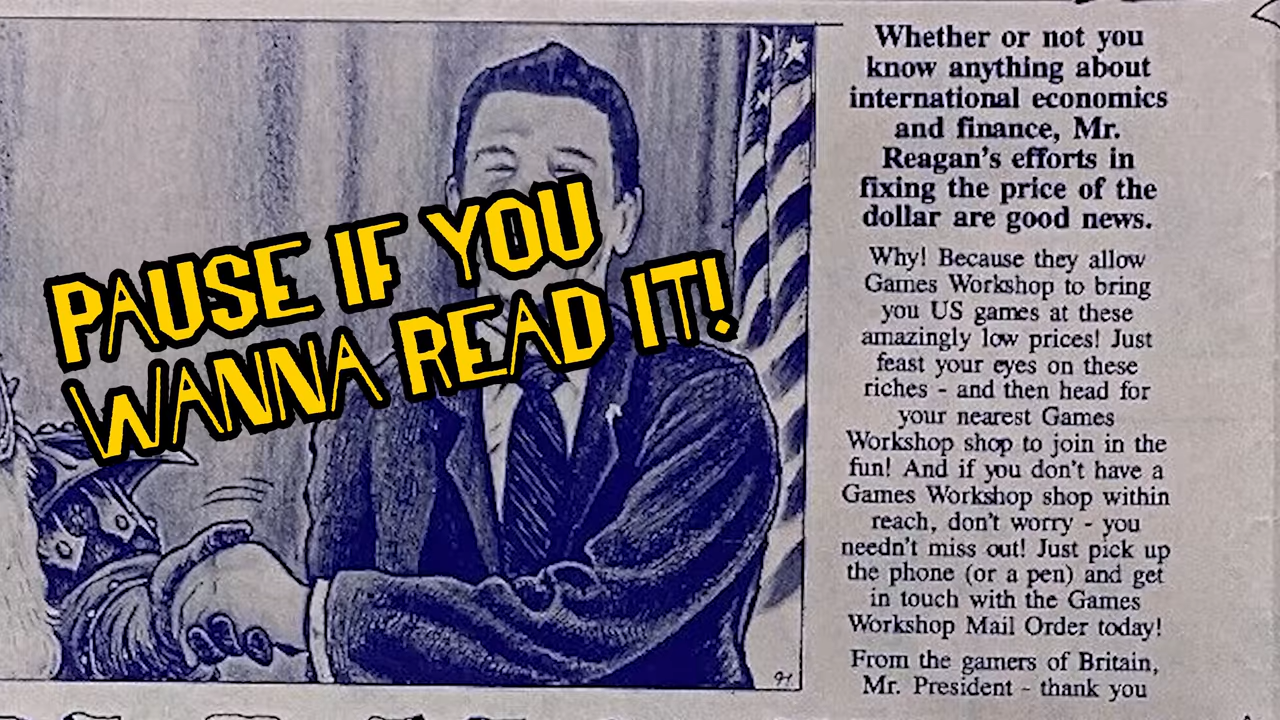 PAUSE IF YOU
WANNA READ IT!
Whether or not you
know anything about
international economics
and finance, Mr.
Reagan's efforts in
fixing the price of the
dollar are good news.
Why! Because they allow
Games Workshop to bring
you US games at these
amazingly low prices! Just
feast your eyes on these
riches - and then head for
your nearest Games
Workshop shop to join in the
fun! And if you don't have a
Games Workshop shop within
reach, don't worry - you
needn't miss out! Just pick up
the phone (or a pen) and get
in touch with the Games
Workshop Mail Order today!
From the gamers of Britain,
Mr. President - thank you